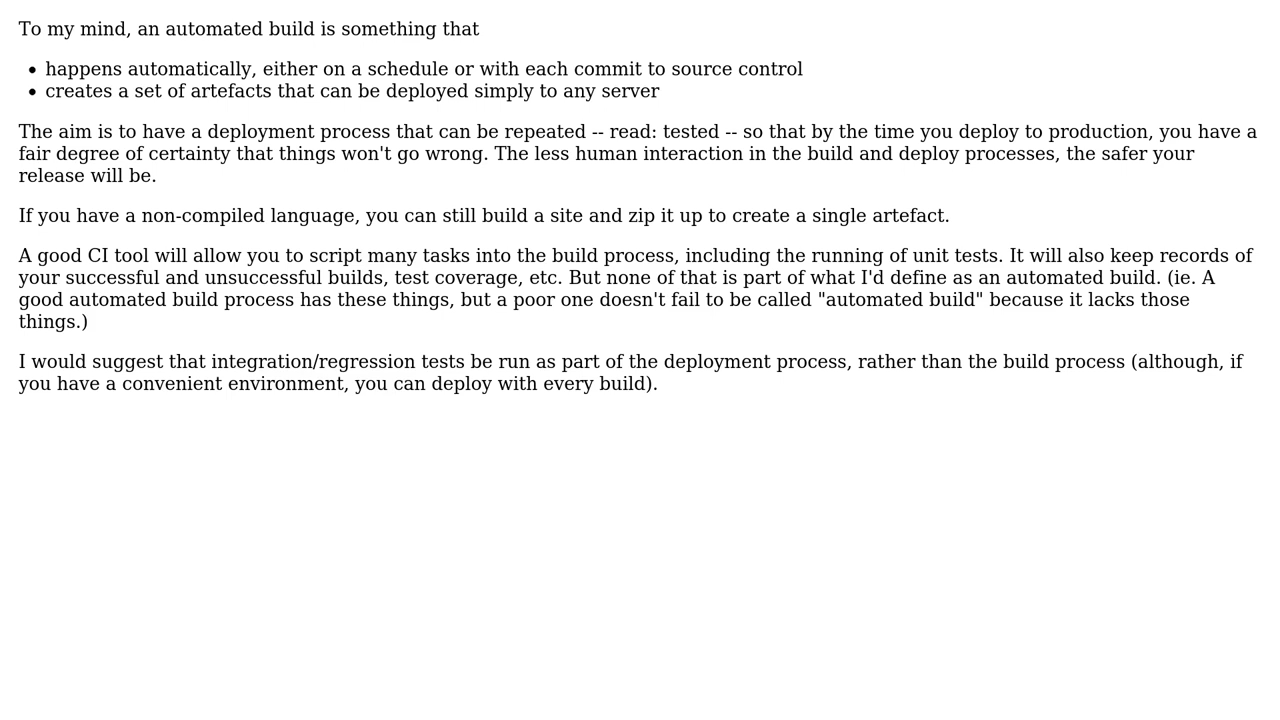 To my mind, an automated build is something that
• happens automatically, either on a schedule or with each commit to source control
• creates a set of artefacts that can be deployed simply to any server
The aim is to have a deployment process that can be repeated -- read: tested -- so that by the time you deploy to production, you have a
fair degree of certainty that things won't go wrong. The less human interaction in the build and deploy processes, the safer your
release will be.
If you have a non-compiled language, you can still build a site and zip it up to create a single artefact.
A good CI tool will allow you to script many tasks into the build process, including the running of unit tests. It will also keep records of
your successful and unsuccessful builds, test coverage, etc. But none of that is part of what I'd define as an automated build. (ie. A
good automated build process has these things, but a poor one doesn't fail to be called "automated build" because it lacks those
things.)
I would suggest that integration/regression tests be run as part of the deployment process, rather than the build process (although, if
you have a convenient environment, you can deploy with every build).